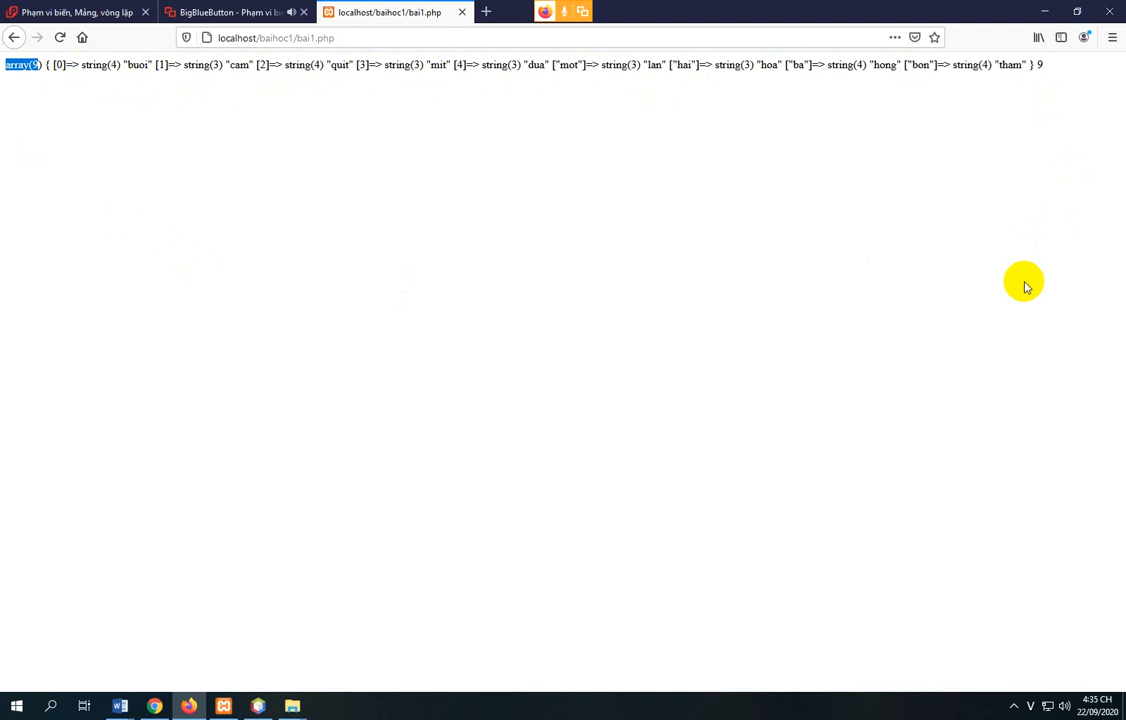 Phạm vi biến, Mảng, vòng lặp
BigBlueButton - Phạm vi bi
localhost/baihoc1/bai1.php
localhost/baihoc1/bai1.php
array(9) { [0]=> string(4) "buoi" [1]=> string(3) "cam" [2]=> string(4) "quit" [3]=> string(3) "mit" [4]=> string(3) "dua" ["mot"]=> string(3) "lan" ["hai"]=> string(3) "hoa" ["ba"]=> string(4) "hong" ["bon"]=> string(4) "tham" } 9
V
4:35 CH
22/09/2020